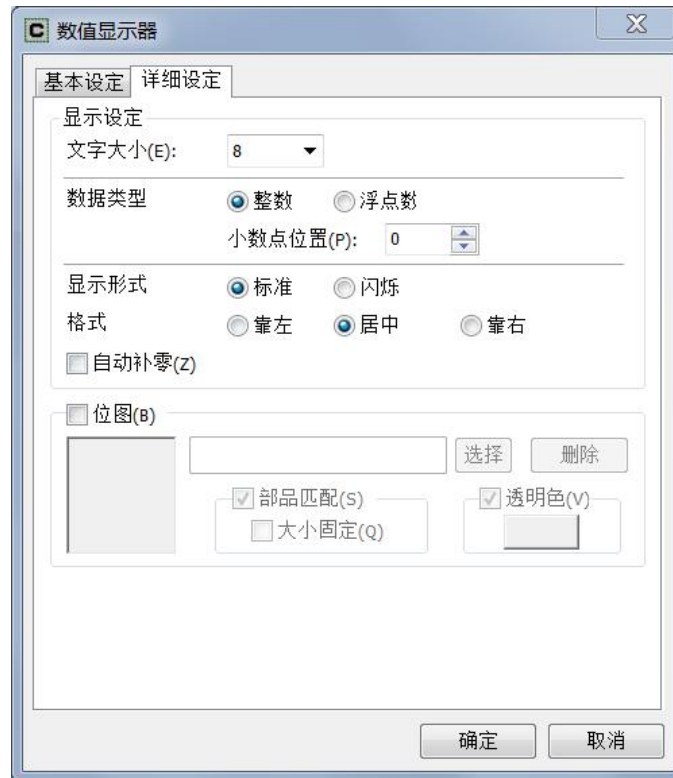 C 数值显示器
基本设定 详细设定
显示设定
文字大小(E): 8
数据类型 整数 浮点数
小数点位置(P): 0
显示形式 标准 闪烁
格式 靠左 居中 靠右
自动补零(Z)
位图(B)
选择 删除
部品匹配(S) 透明色(V)
大小固定(Q)
确定 取消